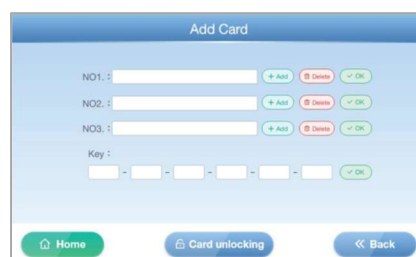 Add Card
NO1. : + Add Delete ✓ OK
NO2. : + Add Delete ✓ OK
NO3. : + Add Delete ✓ OK
Key :
- - - - - ✓ OK
Home Card unlocking « Back